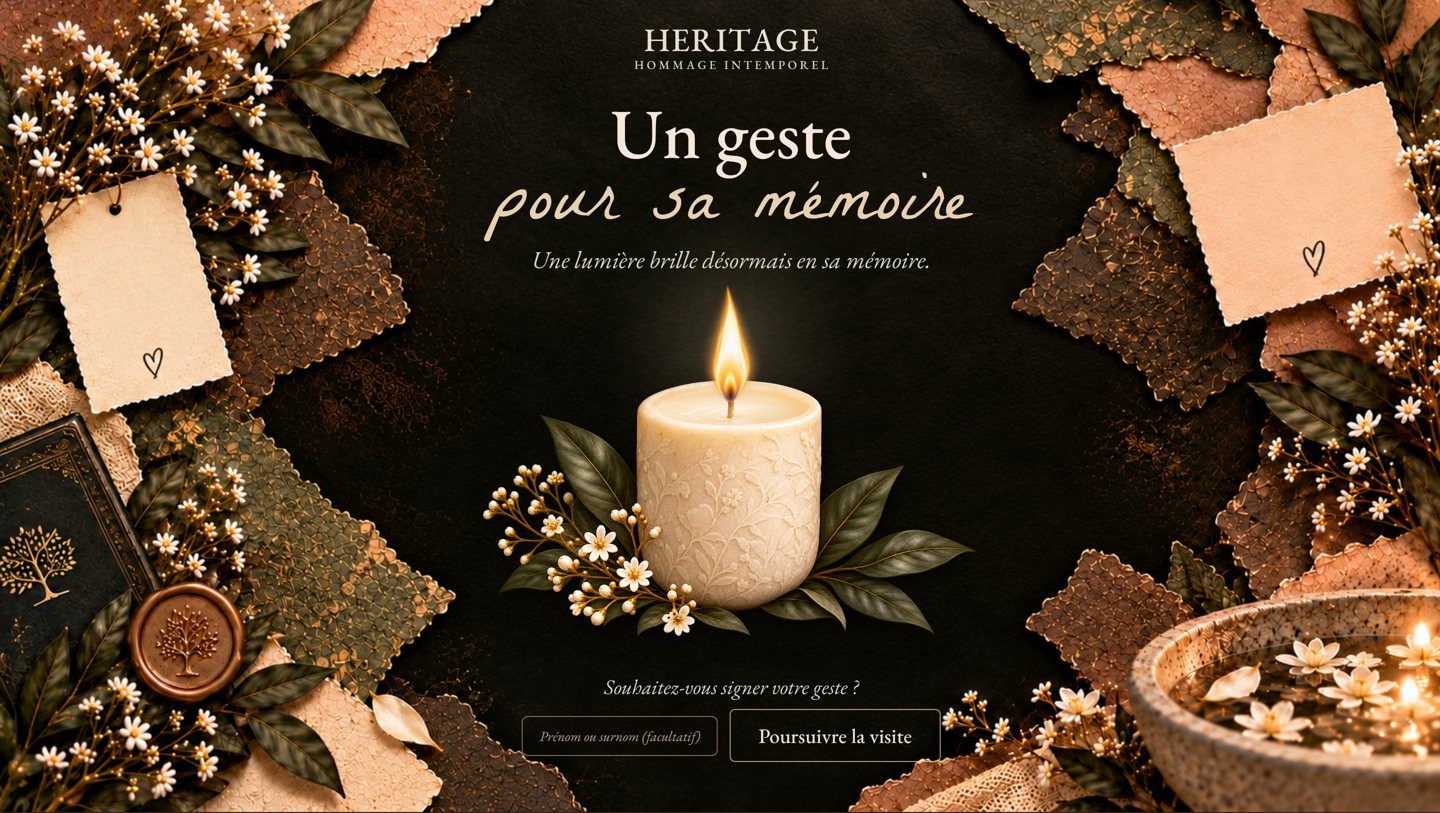 HERITAGE
HOMMAGE INTEMPOREL
Un geste
pour sa mémoire
Une lumière brille désormais en sa mémoire.
Souhaitez-vous signer votre geste ?
Prénom ou surnom (facultatif)
Poursuivre la visite